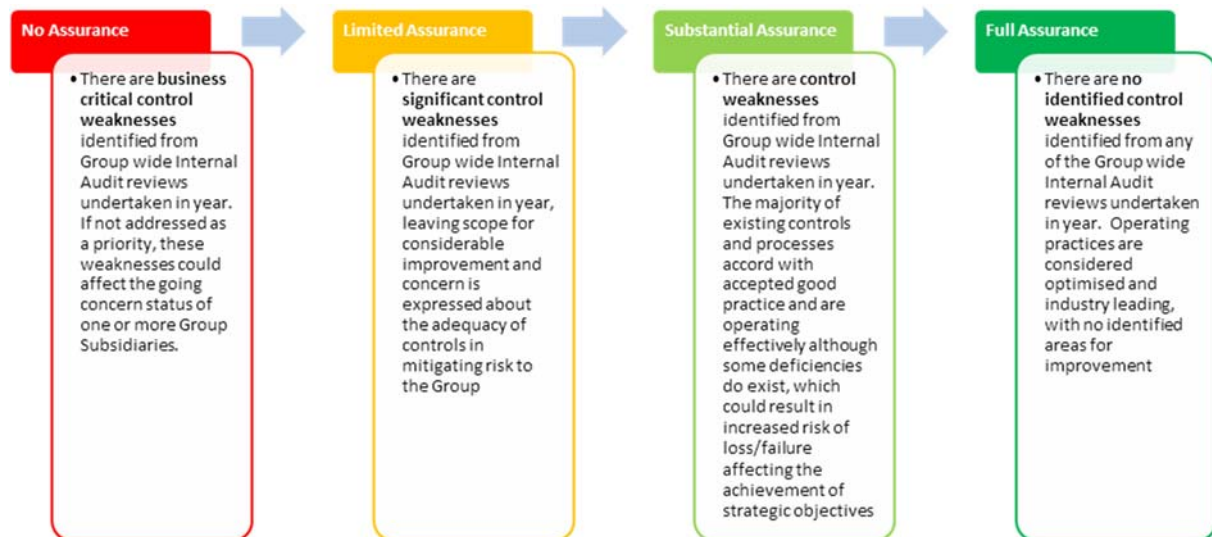 No Assurance
• There are business
critical control
weaknesses
identified from
Group wide Internal
Audit reviews
undertaken in year.
If not addressed as
a priority, these
weaknesses could
affect the going
concern status of
one or more Group
Subsidiaries.
Limited Assurance
• There are
significant control
weaknesses
identified from
Group wide Internal
Audit reviews
undertaken in year,
leaving scope for
considerable
improvement and
concern is
expressed about
the adequacy of
controls in
mitigating risk to
the Group
Substantial Assurance
• There are control
weaknesses
identified from
Group wide Internal
Audit reviews
undertaken in year.
The majority of
existing controls
and processes
accord with
accepted good
practice and are
operating
effectively although
some deficiencies
do exist, which
could result in
increased risk of
loss/failure
affecting the
achievement of
strategic objectives
Full Assurance
• There are no
identified control
weaknesses
identified from any
of the Group wide
Internal Audit
reviews undertaken
in year. Operating
practices are
considered
optimised and
industry leading,
with no identified
areas for
improvement